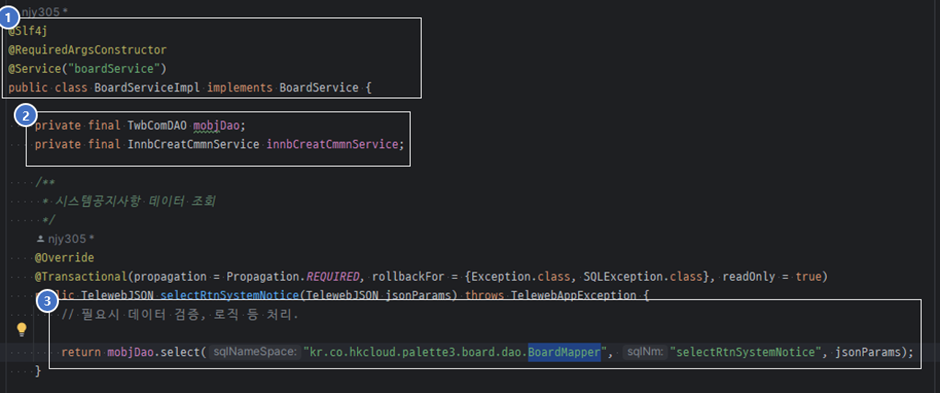 1
njy305 *
@Slf4j
@RequiredArgsConstructor
@Service("boardService")
public class BoardServiceImpl implements BoardService {
2
private final TwbComDAO mobjDao;
private final InnbCreatCmmnService innbCreatCmmnService;
/**
* 시스템공지사항 데이터 조회
*/
njy305 *
@Override
@Transactional(propagation = Propagation.REQUIRED, rollbackFor = {Exception.class, SQLException.class}, readOnly = true)
public TelewebJSON selectRtnSystemNotice(TelewebJSON jsonParams) throws TelewebAppException {
3
// 필요시 데이터 검증, 로직 등 처리.
return mobjDao.select( sqlNameSpace: "kr.co.hkcloud.palette3.board.dao.BoardMapper", sqlNm: "selectRtnSystemNotice", jsonParams);
}